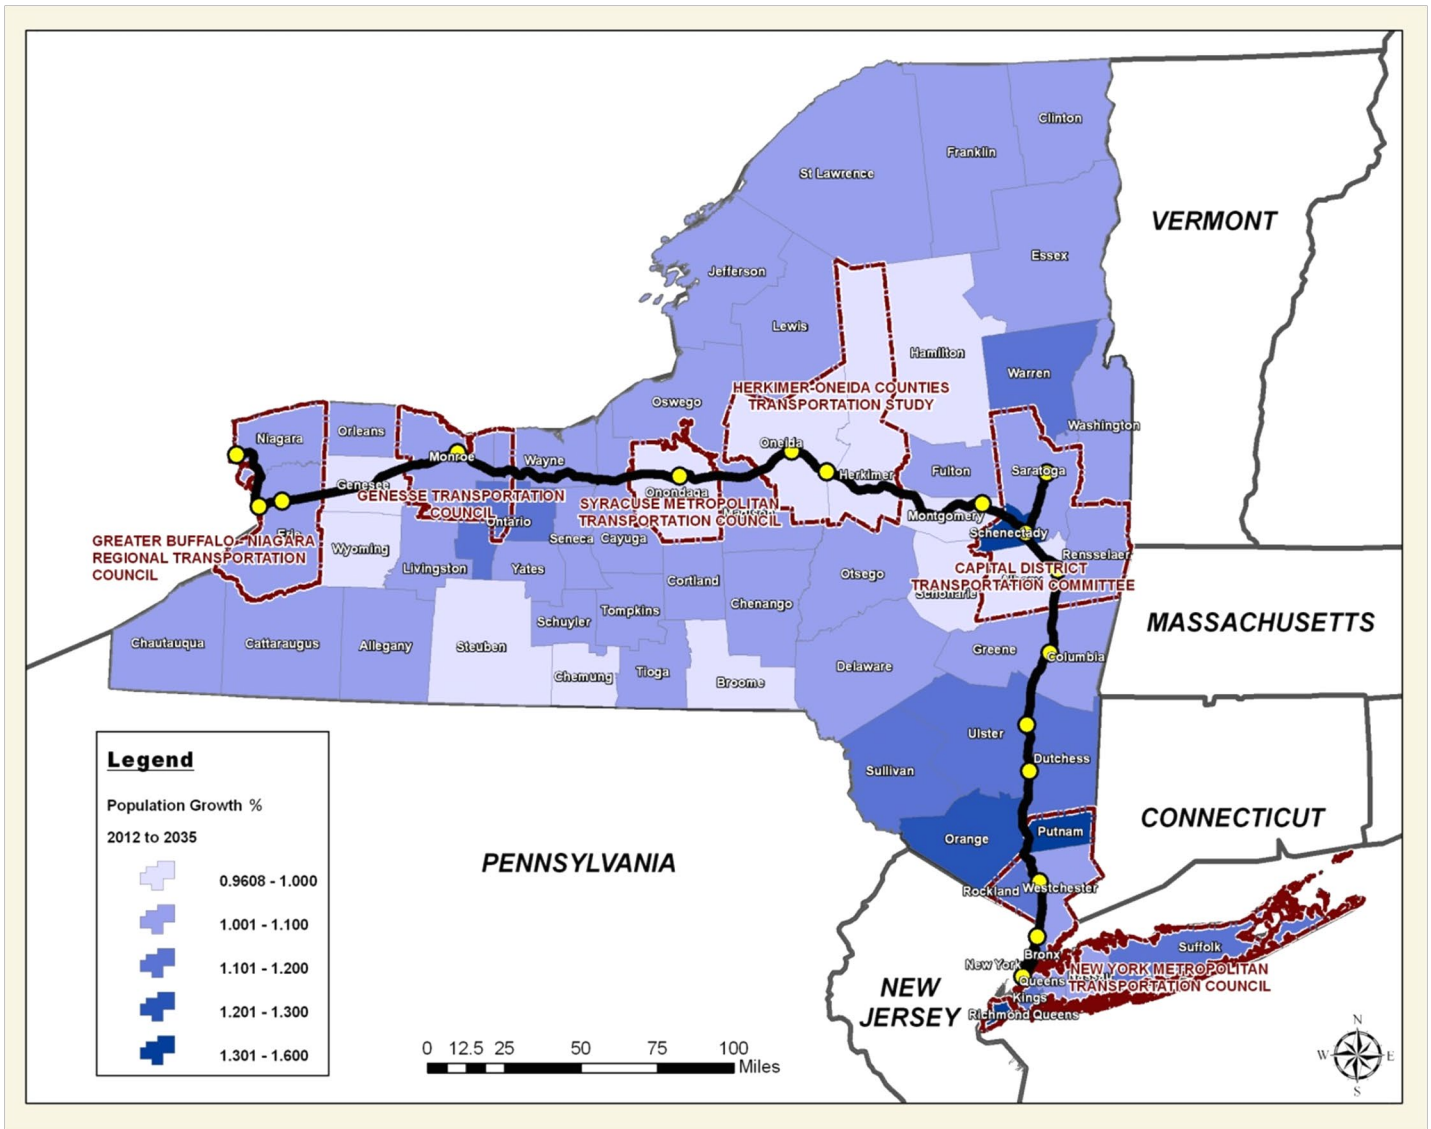 Clinton
Franklin
St Lawrence
VERMONT
Essex
Jefferson
Lewis
Hamilton
Warren
HERKIMER-ONEIDA COUNTIES
TRANSPORTATION STUDY
Oswego
Washington
Niagara
Orleans
Oneida
Monroe
Wayne
Herkimer
Fulton
Saratoga
Genesee
GENESSE TRANSPORTATION
COUNCIL
Onondaga
SYRACUSE METROPOLITAN
TRANSPORTATION COUNCIL
Montgomery
Ontario
Schenectady
Erie
GREATER BUFFALO - NIAGARA
REGIONAL TRANSPORTATION
COUNCIL
Wyoming
Seneca
Cayuga
Rensselaer
Livingston
Yates
Cortland
Otsego
CAPITAL DISTRICT
TRANSPORTATION COMMITTEE
Schoharie
Chenango
Tompkins
Schuyler
MASSACHUSETTS
Chautauqua
Cattaraugus
Allegany
Steuben
Greene
Columbia
Chemung
Tioga
Broome
Delaware
Ulster
Dutchess
Sullivan
Legend
Population Growth %
2012 to 2035
0.9608 - 1.000
1.001 - 1.100
1.101 - 1.200
1.201 - 1.300
1.301 - 1.600
CONNECTICUT
Orange
Putnam
PENNSYLVANIA
Rockland
Westchester
Suffolk
Bronx
New York
NEW YORK METROPOLITAN
TRANSPORTATION COUNCIL
Queens
Kings
Richmond Queens
NEW
JERSEY
0 12.5 25 50 75 100
Miles
N
W E
S